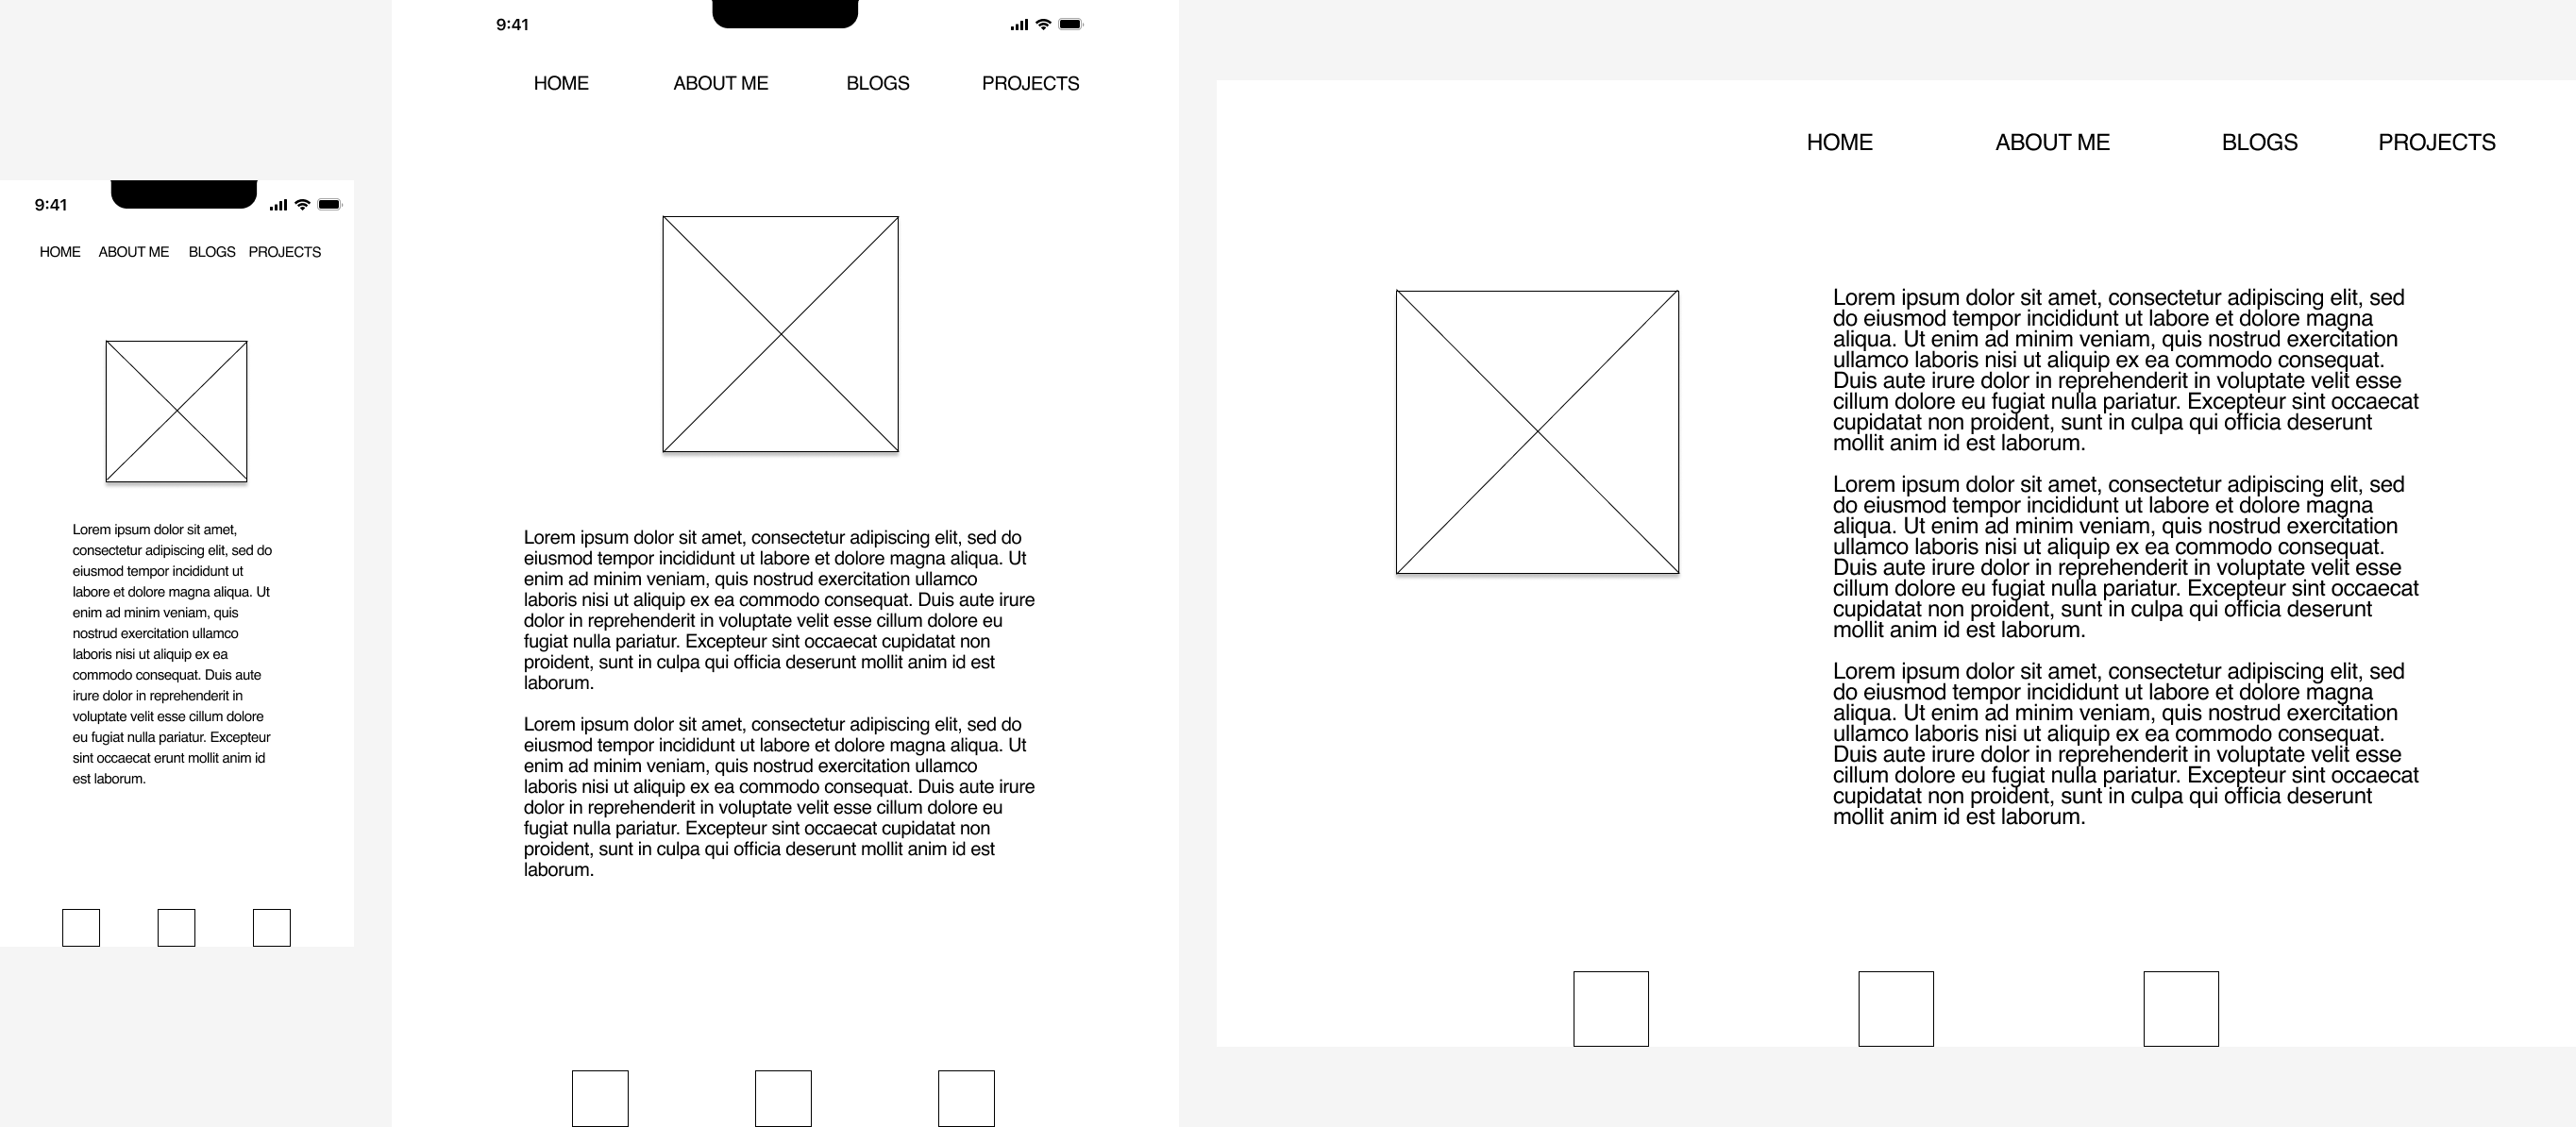 9:41
HOME ABOUT ME BLOGS PROJECTS
Lorem ipsum dolor sit amet,
consectetur adipiscing elit, sed do
eiusmod tempor incididunt ut
labore et dolore magna aliqua. Ut
enim ad minim veniam, quis
nostrud exercitation ullamco
laboris nisi ut aliquip ex ea
commodo consequat. Duis aute
irure dolor in reprehenderit in
voluptate velit esse cillum dolore
eu fugiat nulla pariatur. Excepteur
sint occaecat erunt mollit anim id
est laborum.
9:41
HOME ABOUT ME BLOGS PROJECTS
Lorem ipsum dolor sit amet, consectetur adipiscing elit, sed do
eiusmod tempor incididunt ut labore et dolore magna aliqua. Ut
enim ad minim veniam, quis nostrud exercitation ullamco
laboris nisi ut aliquip ex ea commodo consequat. Duis aute irure
dolor in reprehenderit in voluptate velit esse cillum dolore eu
fugiat nulla pariatur. Excepteur sint occaecat cupidatat non
proident, sunt in culpa qui officia deserunt mollit anim id est
laborum.
Lorem ipsum dolor sit amet, consectetur adipiscing elit, sed do
eiusmod tempor incididunt ut labore et dolore magna aliqua. Ut
enim ad minim veniam, quis nostrud exercitation ullamco
laboris nisi ut aliquip ex ea commodo consequat. Duis aute irure
dolor in reprehenderit in voluptate velit esse cillum dolore eu
fugiat nulla pariatur. Excepteur sint occaecat cupidatat non
proident, sunt in culpa qui officia deserunt mollit anim id est
laborum.
HOME ABOUT ME BLOGS PROJECTS
Lorem ipsum dolor sit amet, consectetur adipiscing elit, sed
do eiusmod tempor incididunt ut labore et dolore magna
aliqua. Ut enim ad minim veniam, quis nostrud exercitation
ullamco laboris nisi ut aliquip ex ea commodo consequat.
Duis aute irure dolor in reprehenderit in voluptate velit esse
cillum dolore eu fugiat nulla pariatur. Excepteur sint occaecat
cupidatat non proident, sunt in culpa qui officia deserunt
mollit anim id est laborum.
Lorem ipsum dolor sit amet, consectetur adipiscing elit, sed
do eiusmod tempor incididunt ut labore et dolore magna
aliqua. Ut enim ad minim veniam, quis nostrud exercitation
ullamco laboris nisi ut aliquip ex ea commodo consequat.
Duis aute irure dolor in reprehenderit in voluptate velit esse
cillum dolore eu fugiat nulla pariatur. Excepteur sint occaecat
cupidatat non proident, sunt in culpa qui officia deserunt
mollit anim id est laborum.
Lorem ipsum dolor sit amet, consectetur adipiscing elit, sed
do eiusmod tempor incididunt ut labore et dolore magna
aliqua. Ut enim ad minim veniam, quis nostrud exercitation
ullamco laboris nisi ut aliquip ex ea commodo consequat.
Duis aute irure dolor in reprehenderit in voluptate velit esse
cillum dolore eu fugiat nulla pariatur. Excepteur sint occaecat
cupidatat non proident, sunt in culpa qui officia deserunt
mollit anim id est laborum.